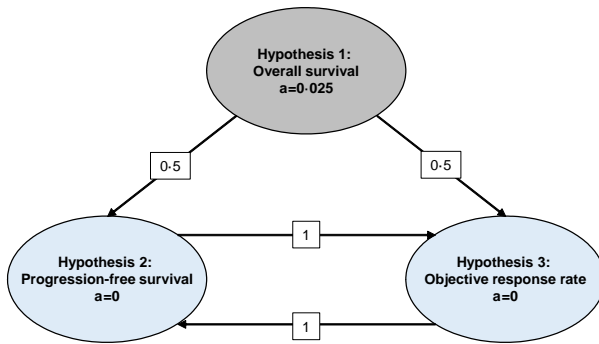 Hypothesis 1:
Overall survival
a=0·025
0·5
0·5
1
Hypothesis 2:
Progression-free survival
a=0
Hypothesis 3:
Objective response rate
a=0
1